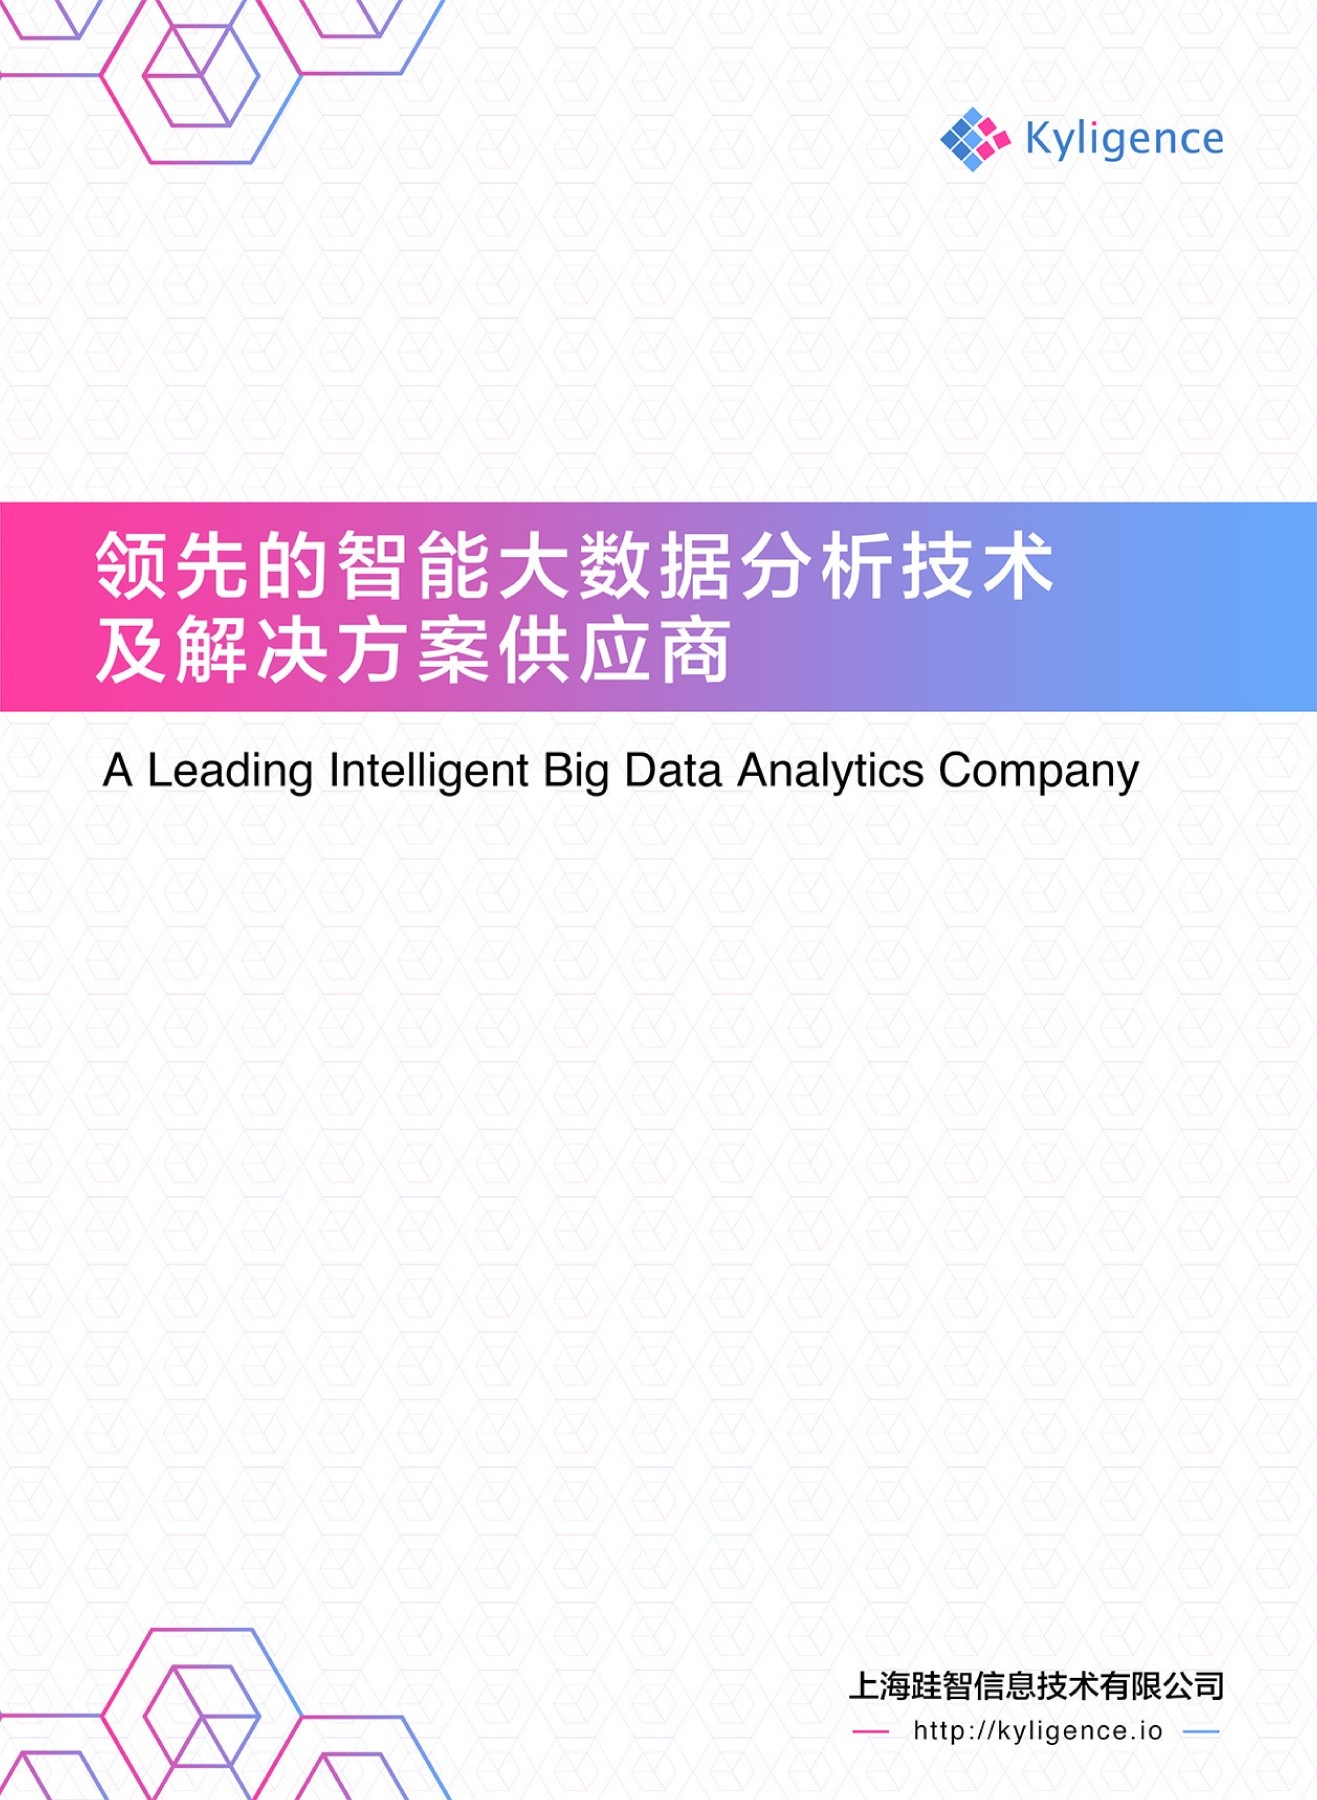 Kyligence
领先的智能大数据分析技术
及解决方案供应商
A Leading Intelligent Big Data Analytics Company
上海跬智信息技术有限公司
http://kyligence.io